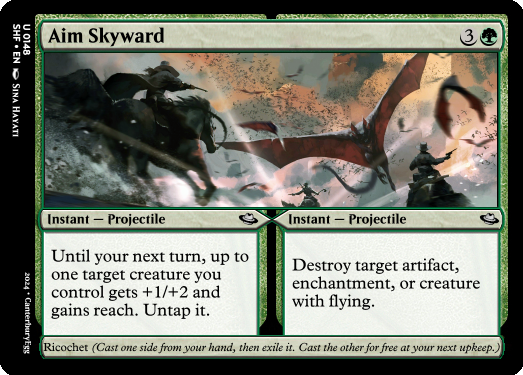 Aim Skyward 3
Instant — Projectile
Until your next turn, up to
one target creature you
control gets +1/+2 and
gains reach. Untap it.
Instant — Projectile
Destroy target artifact,
enchantment, or creature
with flying.
Ricochet (Cast one side from your hand, then exile it. Cast the other for free at your next upkeep.)
U 0148
SHF • EN Sina Hayati
2024 • CanterburyEgg